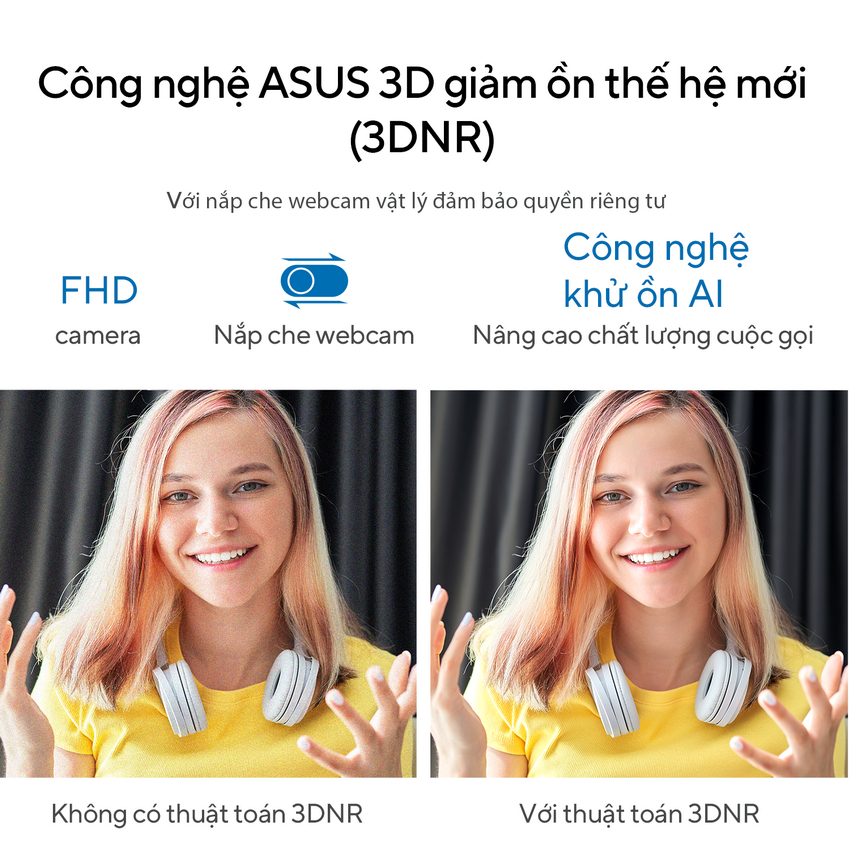 Công nghệ ASUS 3D giảm ồn thế hệ mới
(3DNR)
Với nắp che webcam vật lý đảm bảo quyền riêng tư
FHD
camera
Nắp che webcam
Công nghệ
khử ồn AI
Nâng cao chất lượng cuộc gọi
Không có thuật toán 3DNR
Với thuật toán 3DNR